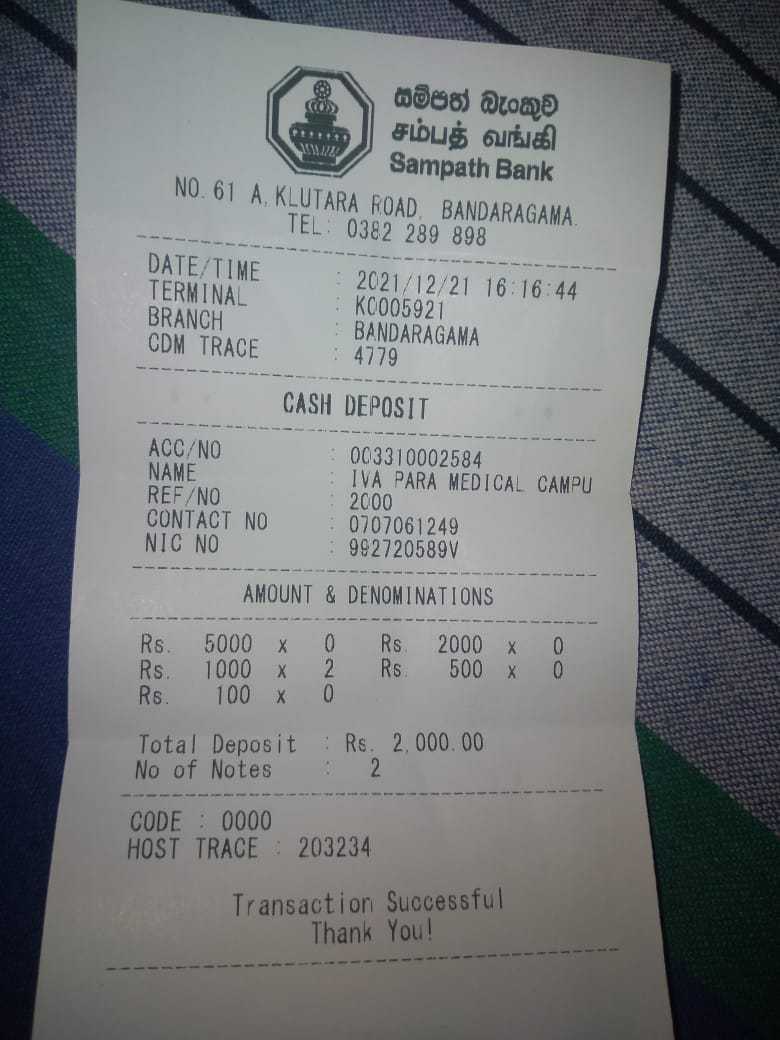 සම්පත් බැංකුව
சம்பத் வங்கி
Sampath Bank
NO. 61 A, KLUTARA ROAD, BANDARAGAMA.
TEL: 0382 289 898
DATE/TIME : 2021/12/21 16:16:44
TERMINAL : K0005921
BRANCH : BANDARAGAMA
CDM TRACE : 4779
CASH DEPOSIT
ACC/NO : 003310002584
NAME : IVA PARA MEDICAL CAMPU
REF/NO : 2000
CONTACT NO : 0707061249
NIC NO : 992720589V
AMOUNT & DENOMINATIONS
Rs. 5000 x 0 Rs. 2000 x 0
Rs. 1000 x 2 Rs. 500 x 0
Rs. 100 x 0
Total Deposit : Rs. 2,000.00
No of Notes : 2
CODE : 0000
HOST TRACE : 203234
Transaction Successful
Thank You!